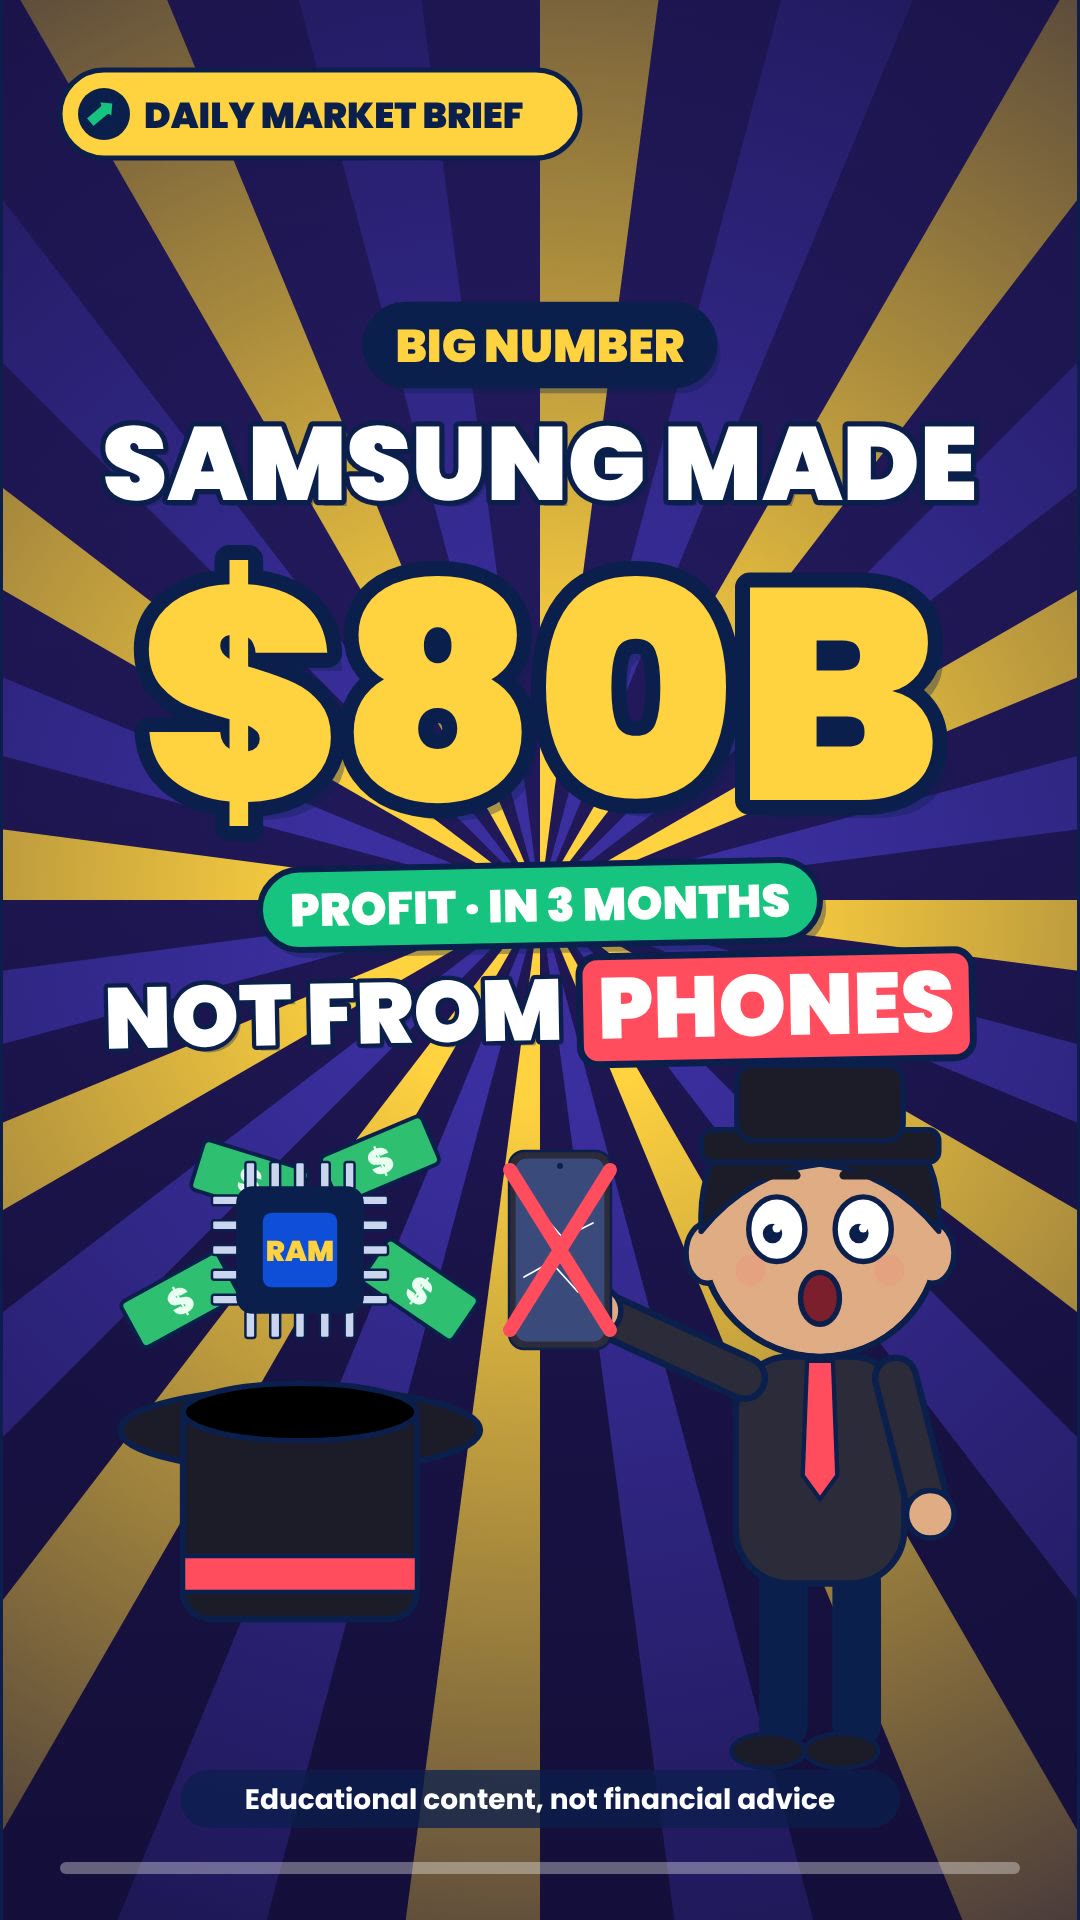 DAILY MARKET BRIEF
BIG NUMBER
SAMSUNG MADE
$80B
PROFIT · IN 3 MONTHS
NOT FROM PHONES
$ $
RAM
$ $
Educational content, not financial advice